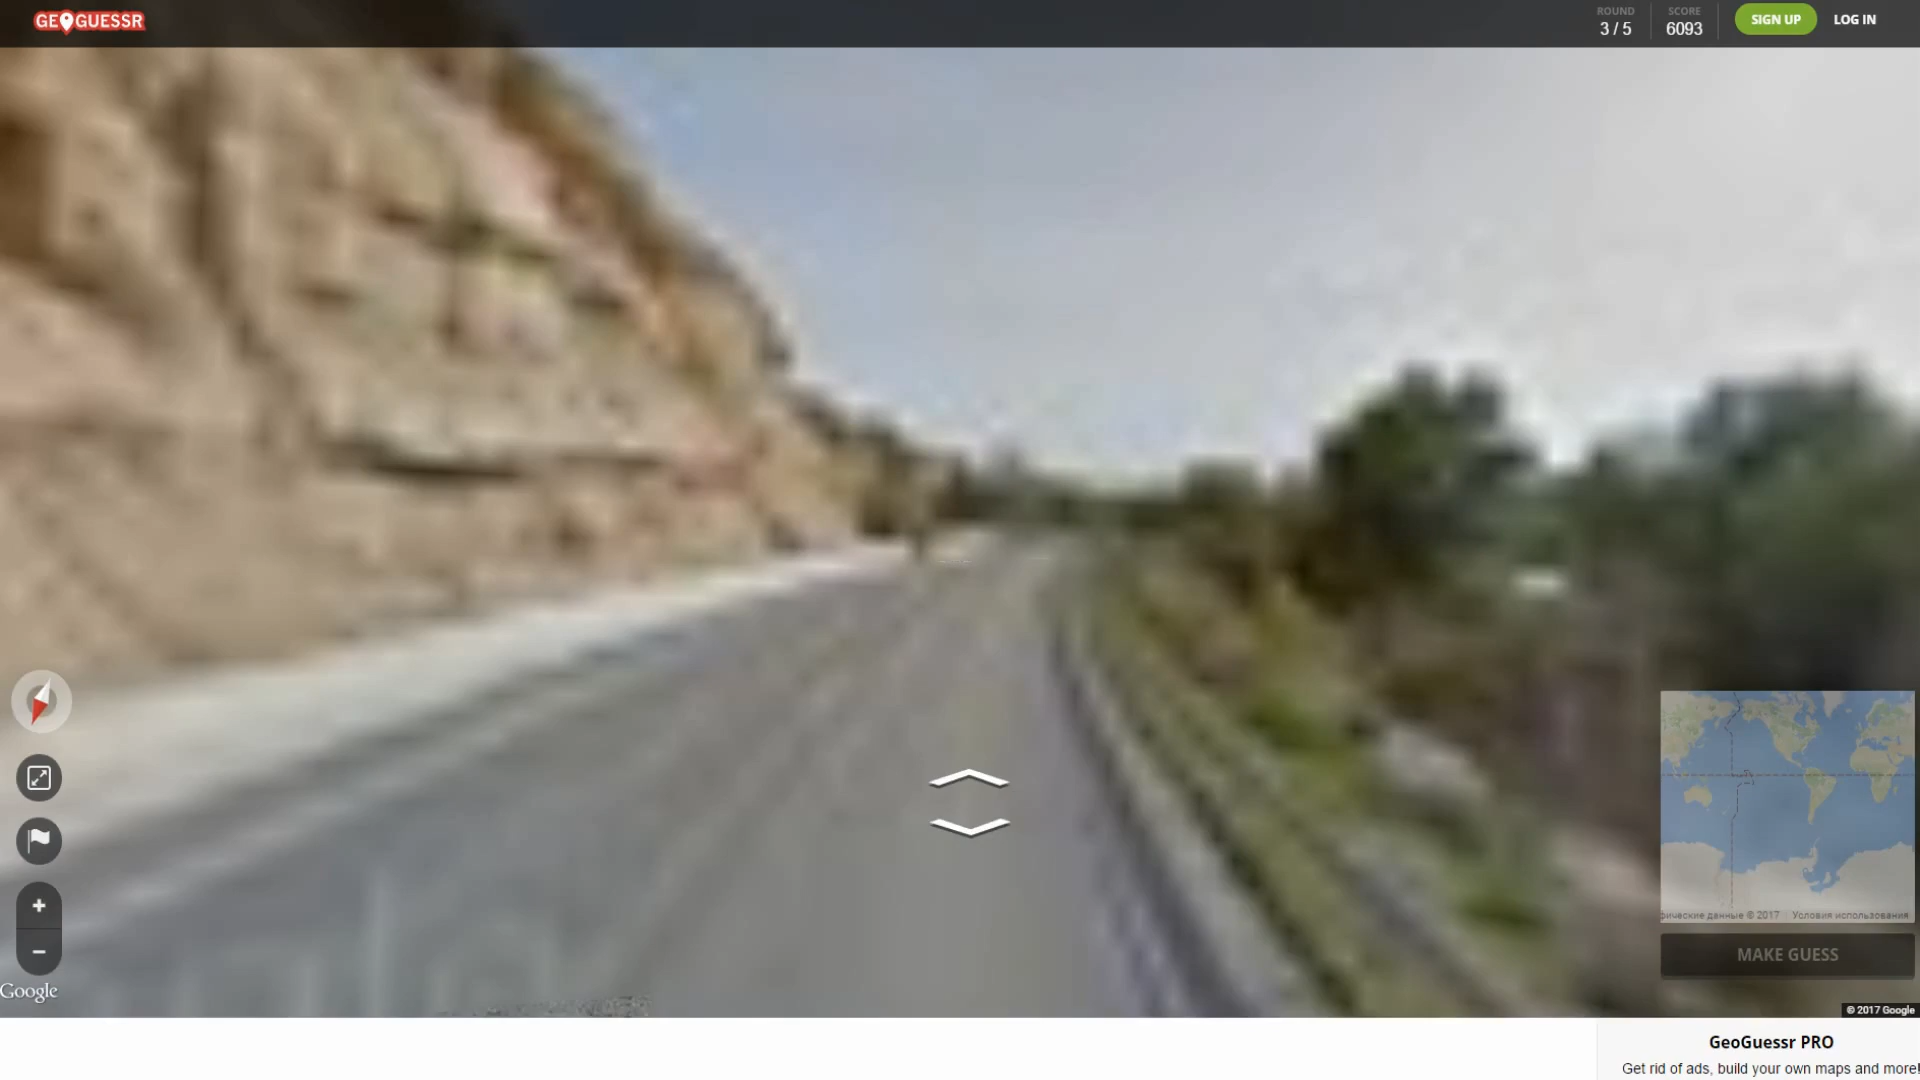 GEOGUESSR
ROUND
3 / 5
SCORE
6093
SIGN UP
LOG IN
фические данные © 2017
Условия использования
MAKE GUESS
Google
© 2017 Google
GeoGuessr PRO
Get rid of ads, build your own maps and more!